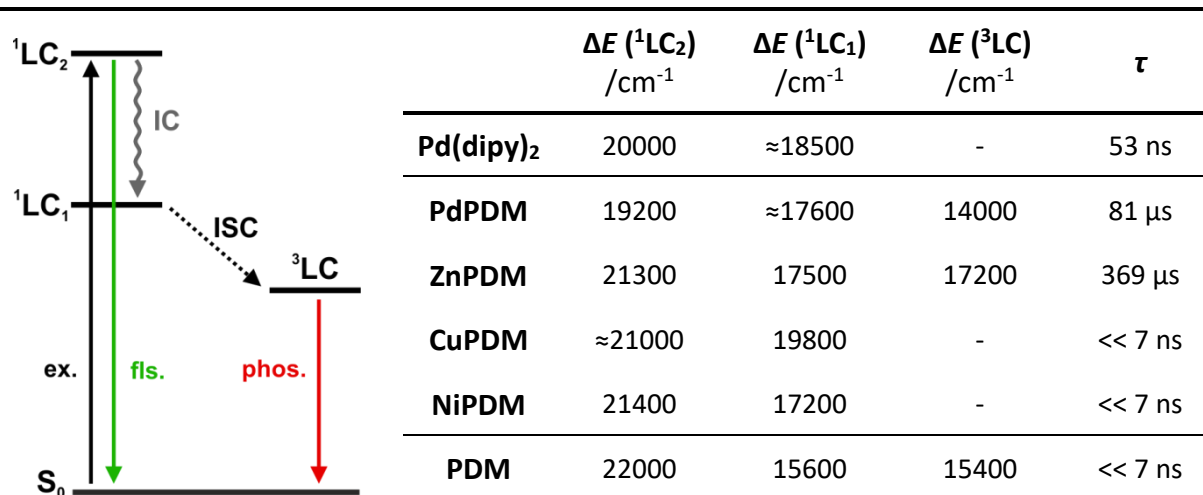 ¹LC₂
IC
¹LC₁
ISC
³LC
ex.
fls.
phos.
S₀
ΔE (¹LC₂) /cm⁻¹ ΔE (¹LC₁) /cm⁻¹ ΔE (³LC) /cm⁻¹ τ
Pd(dipy)₂ 20000 ≈18500 - 53 ns
PdPDM 19200 ≈17600 14000 81 μs
ZnPDM 21300 17500 17200 369 μs
CuPDM ≈21000 19800 - << 7 ns
NiPDM 21400 17200 - << 7 ns
PDM 22000 15600 15400 << 7 ns